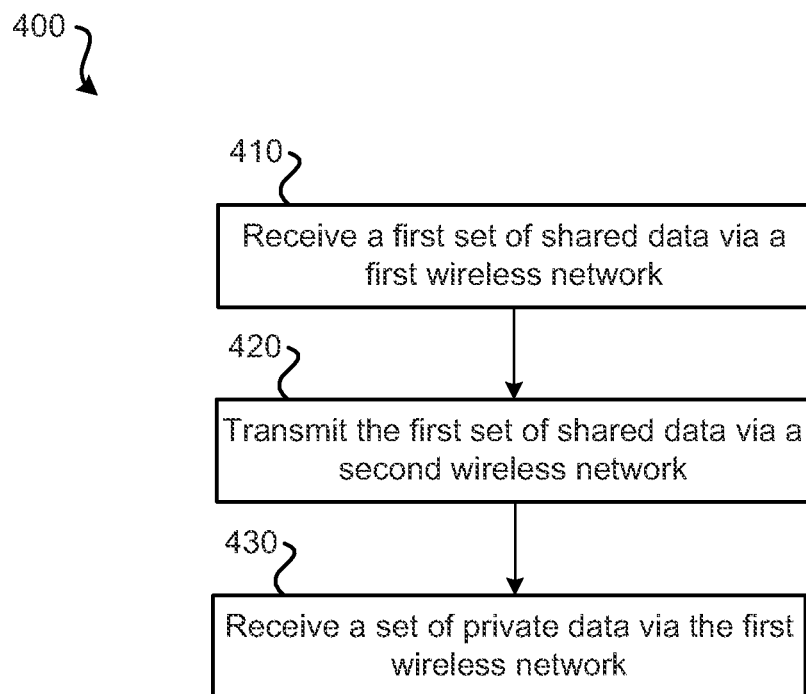 400
410
Receive a first set of shared data via a
first wireless network
420
Transmit the first set of shared data via a
second wireless network
430
Receive a set of private data via the first
wireless network